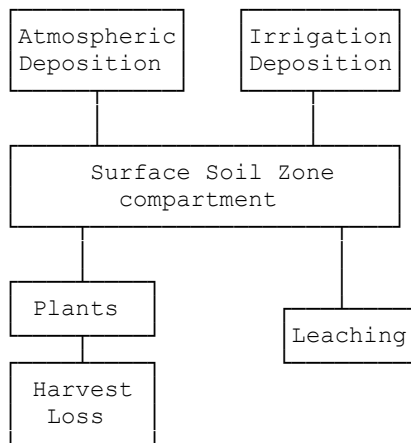 Atmospheric
Deposition
Irrigation
Deposition
Surface Soil Zone
compartment
Plants
Leaching
Harvest
Loss